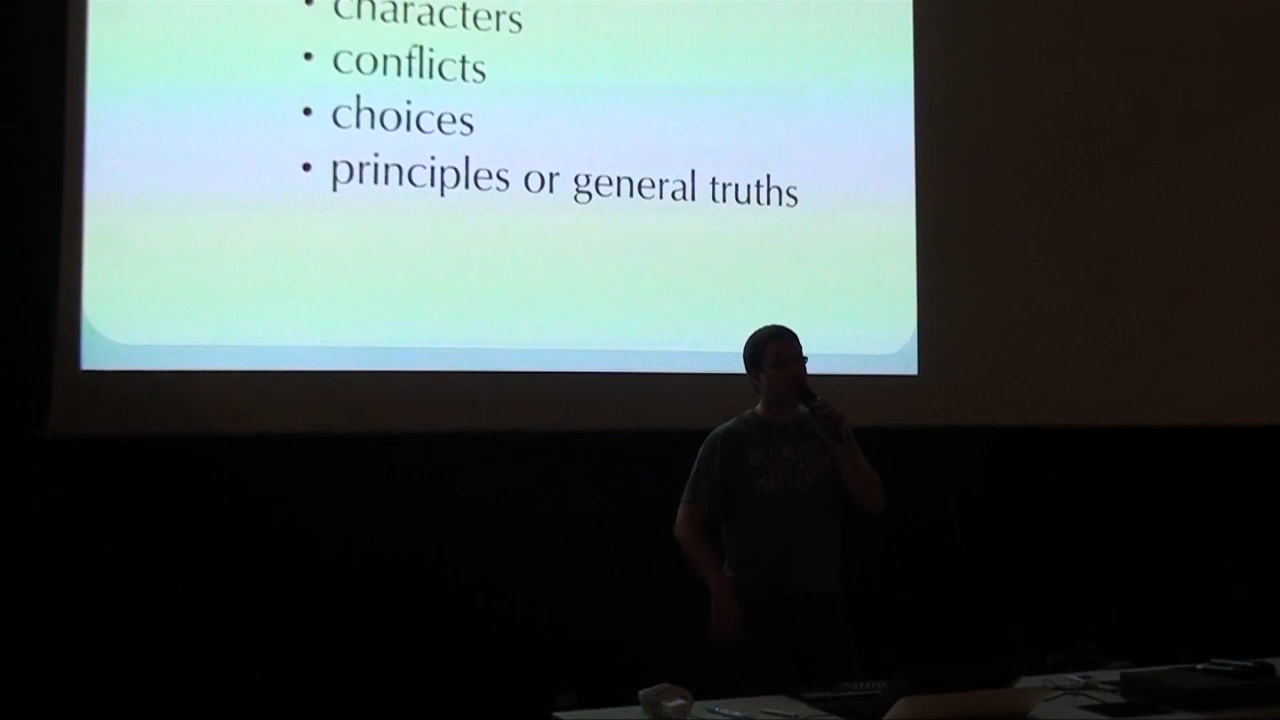 • characters
• conflicts
• choices
• principles or general truths